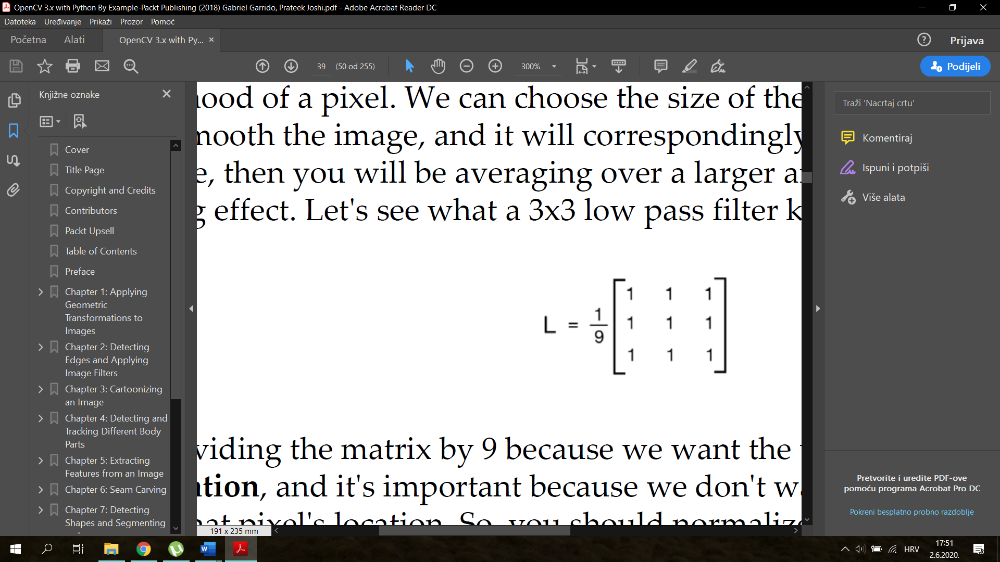 OpenCV 3.x with Python By Example-Packt Publishing (2018) Gabriel Garrido, Prateek Joshi.pdf - Adobe Acrobat Reader DC
Datoteka Uređivanje Prikaži Prozor Pomoć
Početna Alati OpenCV 3.x with Py... Prijava
39 (50 od 255) 300% Podijeli
Knjižne oznake
Cover
Title Page
Copyright and Credits
Contributors
Packt Upsell
Table of Contents
Preface
Chapter 1: Applying
Geometric
Transformations to
Images
Chapter 2: Detecting
Edges and Applying
Image Filters
Chapter 3: Cartoonizing
an Image
Chapter 4: Detecting and
Tracking Different Body
Parts
Chapter 5: Extracting
Features from an Image
Chapter 6: Seam Carving
Chapter 7: Detecting
Shapes and Segmenting
ood of a pixel. We can choose the size of the
mooth the image, and it will correspondingly
e, then you will be averaging over a larger a
g effect. Let's see what a 3x3 low pass filter k
L = 1/9
1 1 1
1 1 1
1 1 1
viding the matrix by 9 because we want the
tion, and it's important because we don't w
hat pixel's location. So, you should normaliz
191 x 235 mm
Traži 'Nacrtaj crtu'
Komentiraj
Ispuni i potpiši
Više alata
Pretvorite i uredite PDF-ove
pomoću programa Acrobat Pro DC
Pokreni besplatno probno razdoblje
HRV 17:51
2.6.2020.